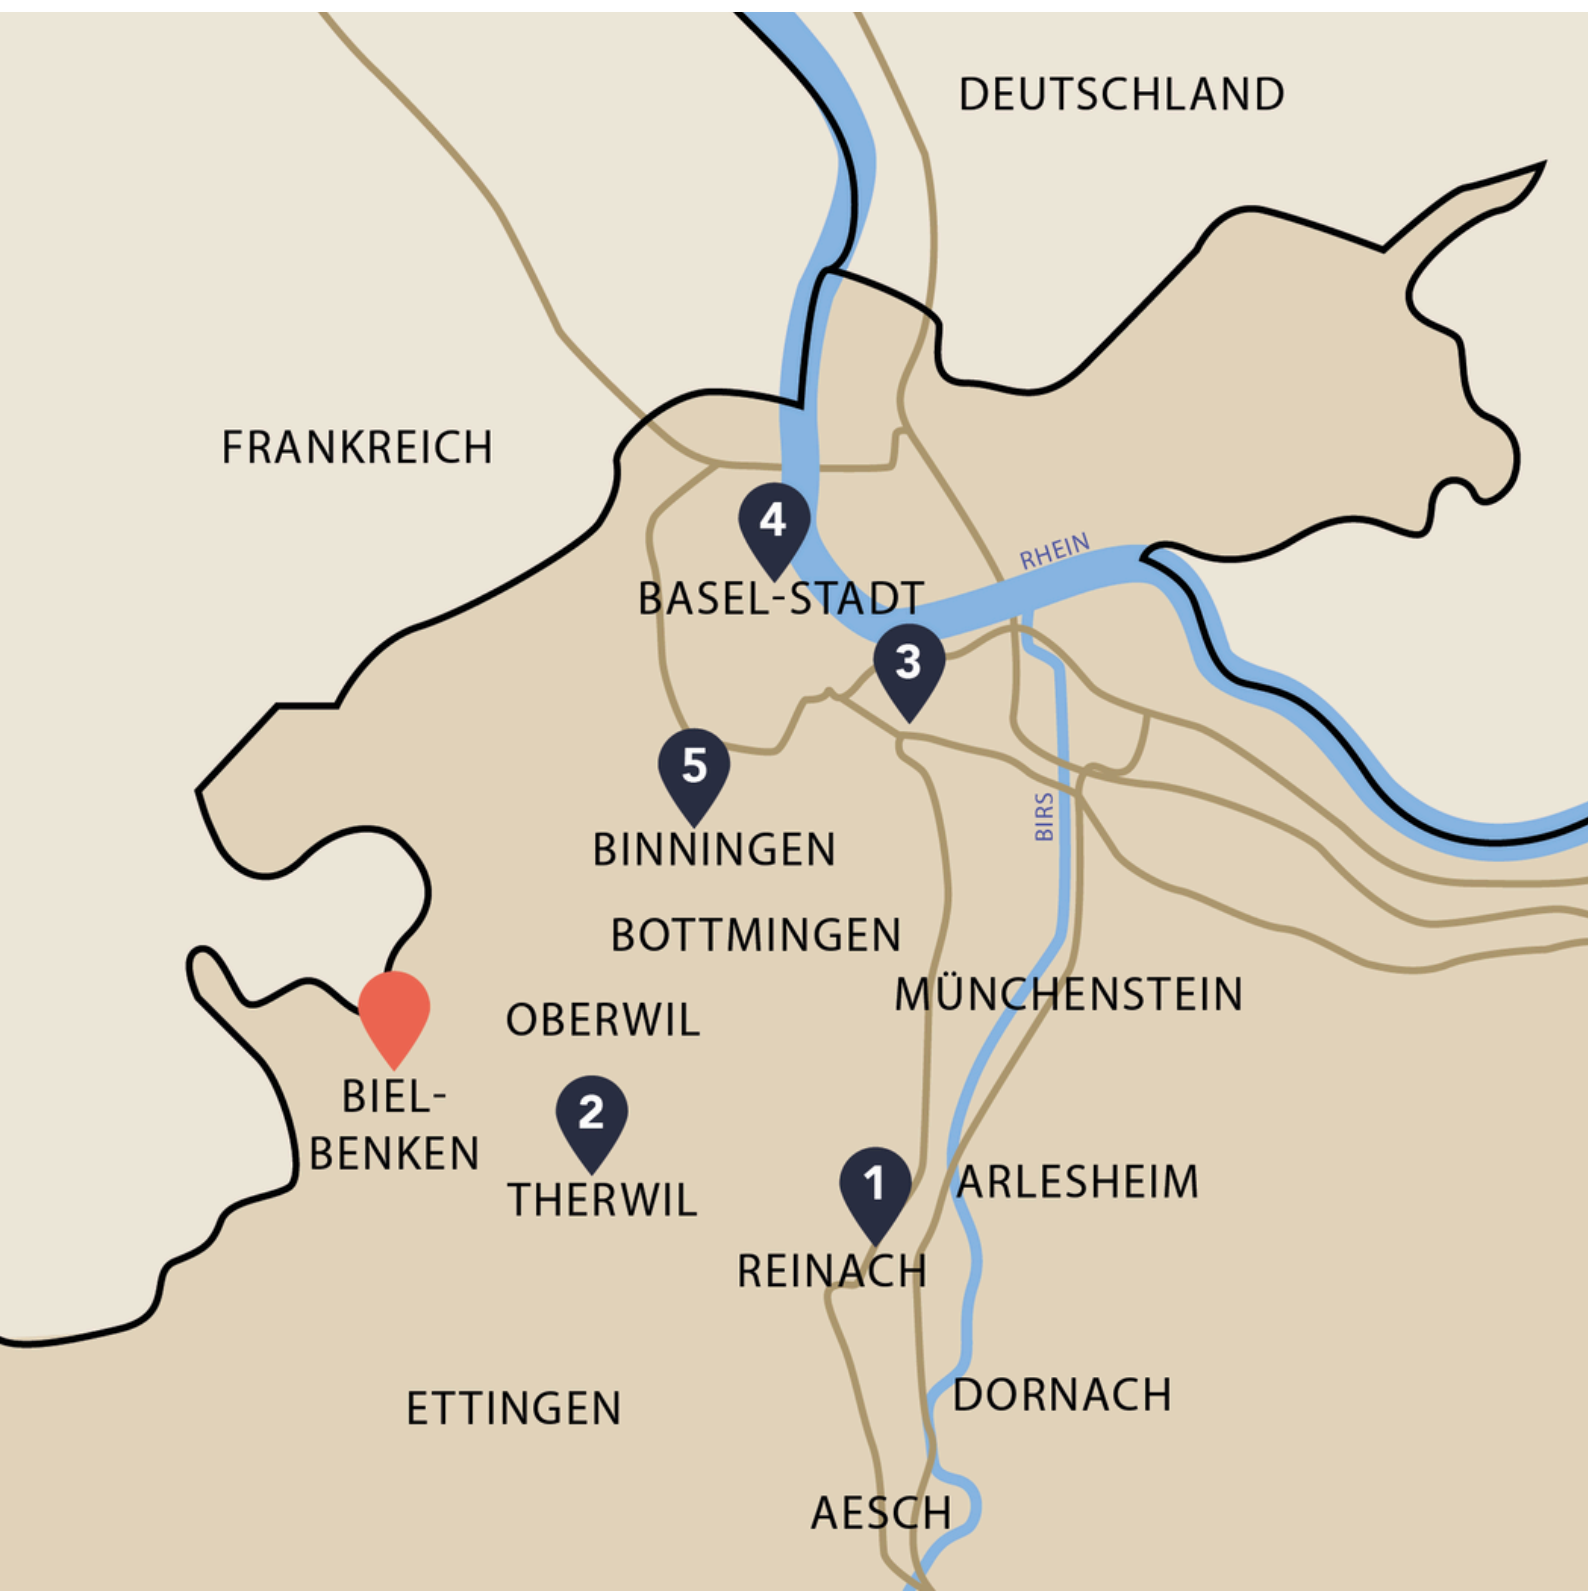 DEUTSCHLAND
FRANKREICH
4
RHEIN
BASEL-STADT
3
5
BIRS
BINNINGEN
BOTTMINGEN
MÜNCHENSTEIN
OBERWIL
BIEL-
BENKEN
2
THERWIL
1
ARLESHEIM
REINACH
DORNACH
ETTINGEN
AESCH